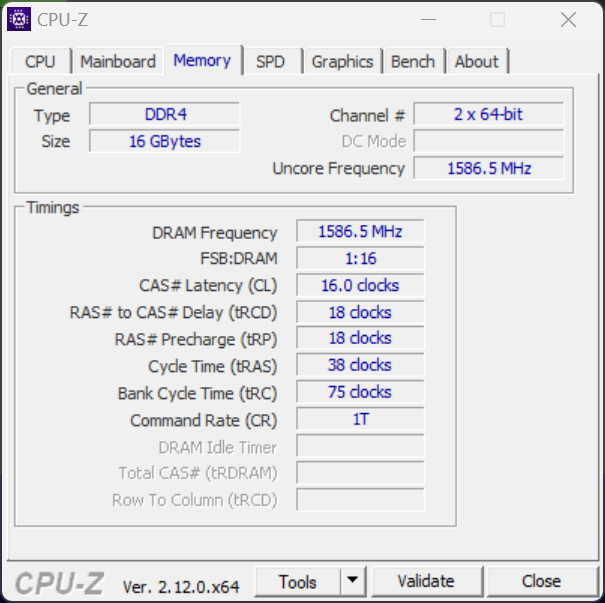 CPU-Z
CPU Mainboard Memory SPD Graphics Bench About
General
Type DDR4 Channel # 2 x 64-bit
Size 16 GBytes DC Mode
Uncore Frequency 1586.5 MHz
Timings
DRAM Frequency 1586.5 MHz
FSB:DRAM 1:16
CAS# Latency (CL) 16.0 clocks
RAS# to CAS# Delay (tRCD) 18 clocks
RAS# Precharge (tRP) 18 clocks
Cycle Time (tRAS) 38 clocks
Bank Cycle Time (tRC) 75 clocks
Command Rate (CR) 1T
DRAM Idle Timer
Total CAS# (tRDRAM)
Row To Column (tRCD)
CPU-Z Ver. 2.12.0.x64 Tools Validate Close